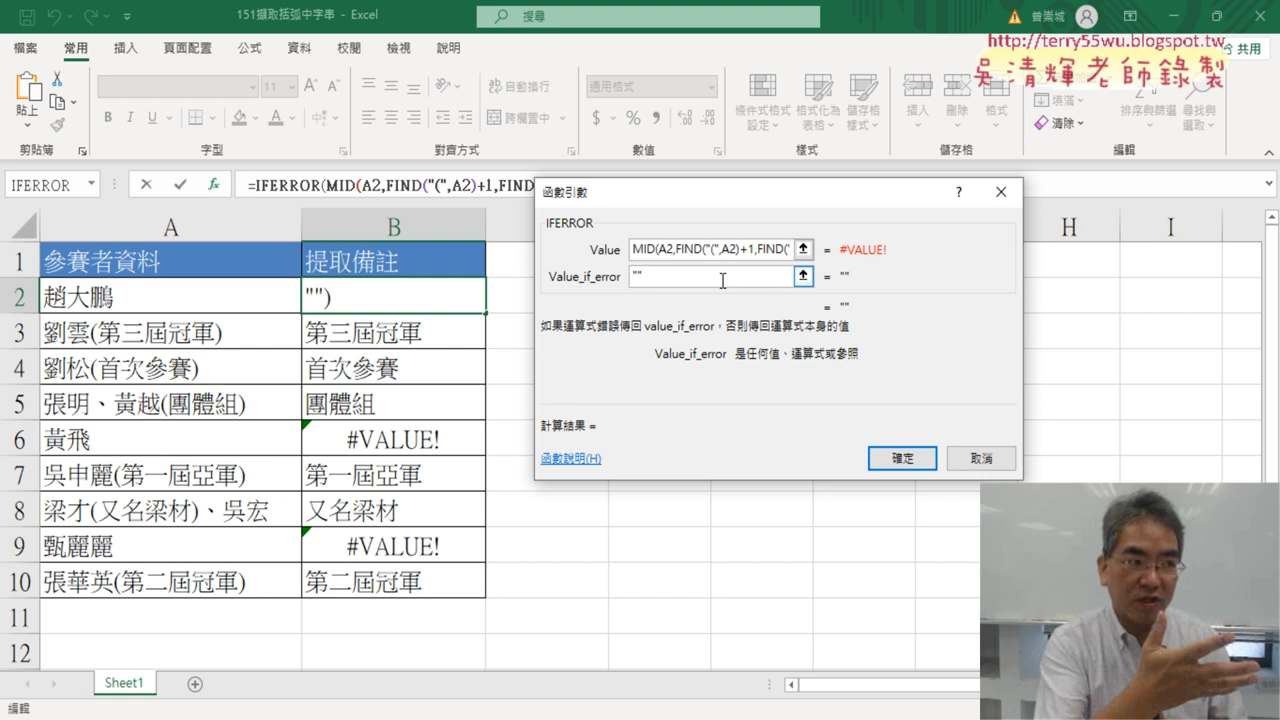 151擷取括弧中字串 - Excel
搜尋
曾崇城
http://terry55wu.blogspot.tw
吳清輝老師錄製
檔案 常用 插入 頁面配置 公式 資料 校閱 檢視 說明
共用
貼上
11
自動換行
跨欄置中
通用格式
條件式格式設定
格式化為表格
儲存格樣式
插入 刪除 格式
填滿
清除
排序與篩選
尋找與選取
剪貼簿 字型 對齊方式 數值 樣式 儲存格 編輯
IFERROR
=IFERROR(MID(A2,FIND("(",A2)+1,FIND
A B H I
1 參賽者資料 提取備註
2 趙大鵬 "")
3 劉雲(第三屆冠軍) 第三屆冠軍
4 劉松(首次參賽) 首次參賽
5 張明、黃越(團體組) 團體組
6 黃飛 #VALUE!
7 吳申麗(第一屆亞軍) 第一屆亞軍
8 梁才(又名梁材)、吳宏 又名梁材
9 甄麗麗 #VALUE!
10 張華英(第二屆冠軍) 第二屆冠軍
11
12
函數引數
? ×
IFERROR
Value MID(A2,FIND("(",A2)+1,FIND(" = #VALUE!
Value_if_error "" = ""
= ""
如果運算式錯誤傳回 value_if_error，否則傳回運算式本身的值
Value_if_error 是任何值、運算式或參照
計算結果 =
函數說明(H)
確定 取消
Sheet1
編輯